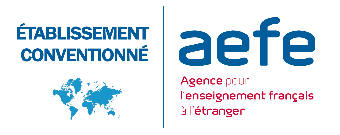 ÉTABLISSEMENT
CONVENTIONNÉ
aefe
Agence pour
l'enseignement français
à l'étranger